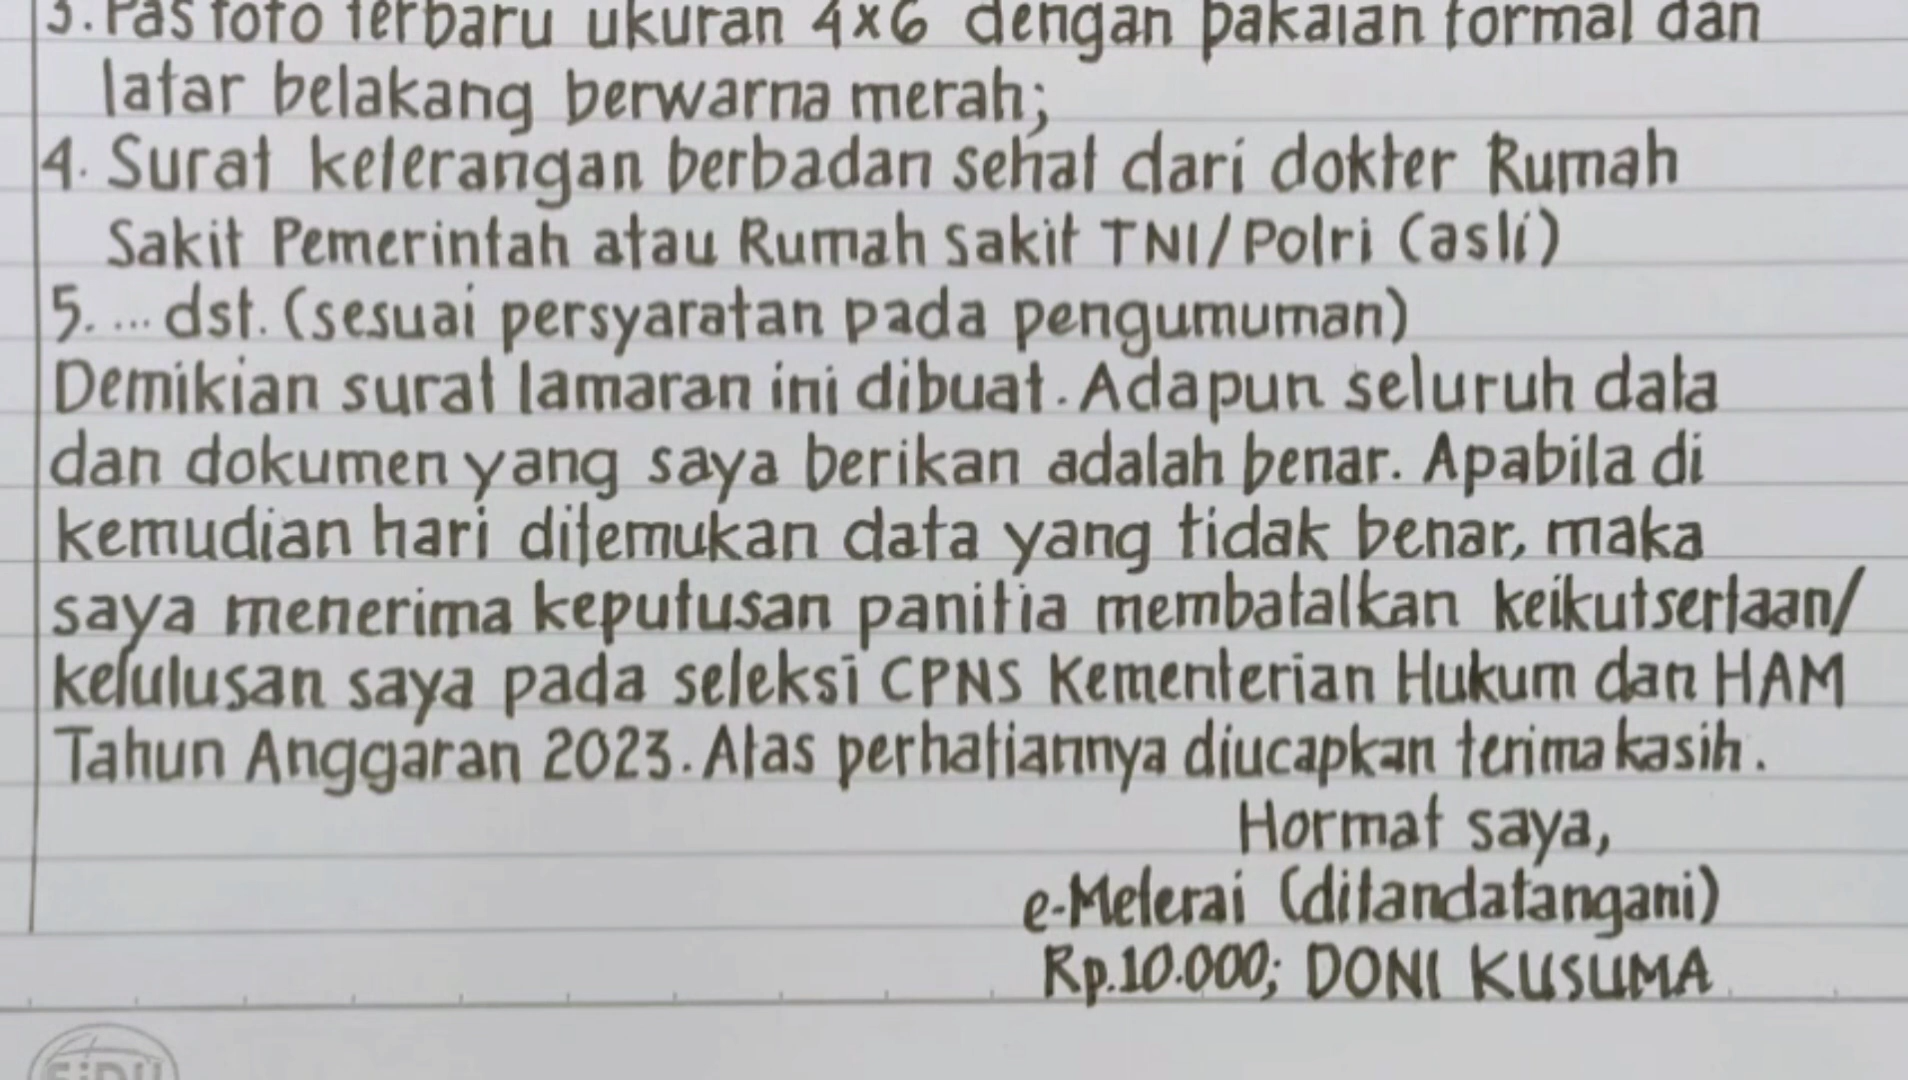 3. Pas foto terbaru ukuran 4x6 dengan pakaian formal dan
latar belakang berwarna merah;
4. Surat keterangan berbadan sehat dari dokter Rumah
Sakit Pemerintah atau Rumah Sakit TNI/Polri (asli)
5. ... dst. (sesuai persyaratan pada pengumuman)
Demikian surat lamaran ini dibuat. Adapun seluruh data
dan dokumen yang saya berikan adalah benar. Apabila di
kemudian hari ditemukan data yang tidak benar, maka
saya menerima keputusan panitia membatalkan keikutsertaan/
kelulusan saya pada seleksi CPNS Kementerian Hukum dan HAM
Tahun Anggaran 2023. Atas perhatiannya diucapkan terima kasih.
Hormat saya,
e-Meterai (ditandatangani)
Rp.10.000; DONI KUSUMA
SiDU